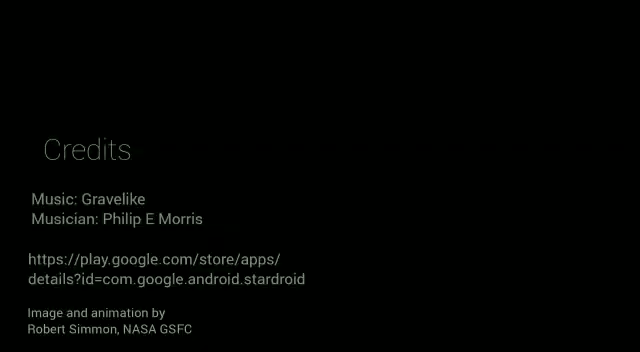 Credits
Music: Gravelike
Musician: Philip E Morris
https://play.google.com/store/apps/
details?id=com.google.android.stardroid
Image and animation by
Robert Simmon, NASA GSFC